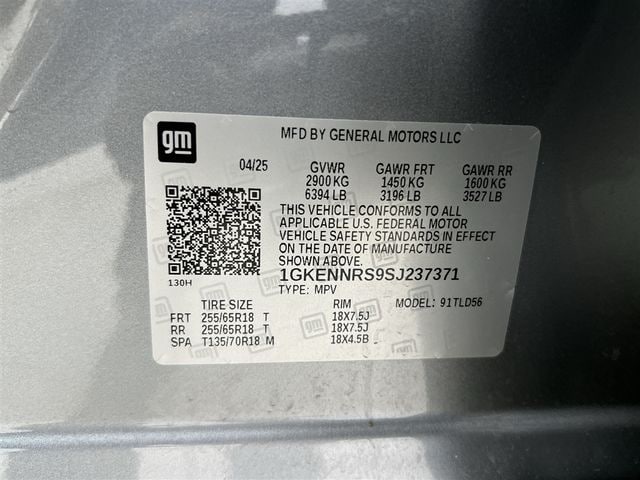 gm
MFD BY GENERAL MOTORS LLC
04/25 GVWR GAWR FRT GAWR RR
2900 KG 1450 KG 1600 KG
6394 LB 3196 LB 3527 LB
THIS VEHICLE CONFORMS TO ALL
APPLICABLE U.S. FEDERAL MOTOR
VEHICLE SAFETY STANDARDS IN EFFECT
ON THE DATE OF MANUFACTURE
SHOWN ABOVE.
1GKENNRS9SJ237371
130H TYPE: MPV MODEL: 91TLD56
TIRE SIZE RIM
FRT 255/65R18 T 18X7.5J
RR 255/65R18 T 18X7.5J
SPA T135/70R18 M 18X4.5B